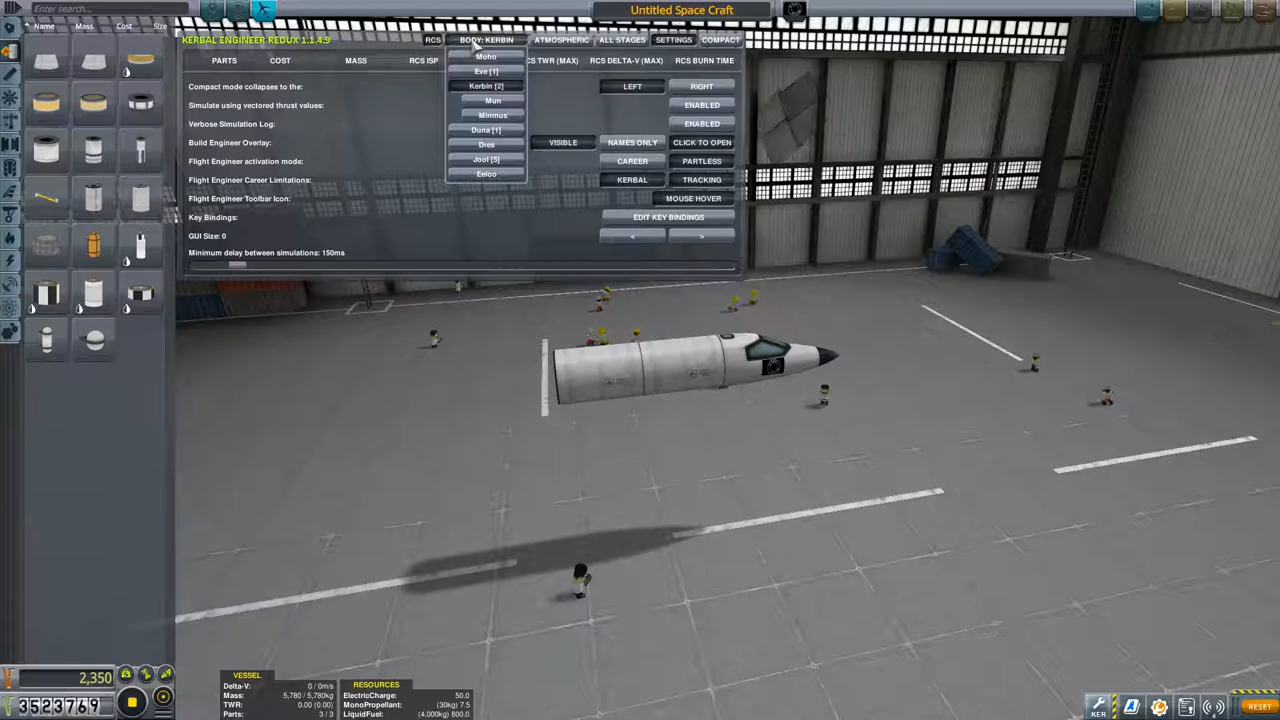 Untitled Space Craft
Enter search...
Name Mass Cost Size
KERBAL ENGINEER REDUX 1.1.4.9
RCS BODY: KERBIN ATMOSPHERIC ALL STAGES SETTINGS COMPACT
PARTS COST MASS RCS ISP CS TWR (MAX) RCS DELTA-V (MAX) RCS BURN TIME
Moho
Eve [1]
Kerbin [2]
Mun
Minmus
Duna [1]
Dres
Jool [5]
Eeloo
Compact mode collapses to the: LEFT RIGHT
Simulate using vectored thrust values: ENABLED
Verbose Simulation Log: ENABLED
Build Engineer Overlay: VISIBLE NAMES ONLY CLICK TO OPEN
Flight Engineer activation mode: CAREER PARTLESS
Flight Engineer Career Limitations: KERBAL TRACKING
Flight Engineer Toolbar Icon: MOUSE HOVER
Key Bindings: EDIT KEY BINDINGS
GUI Size: 0 < >
Minimum delay between simulations: 150ms
2,350
3523769
VESSEL
Delta-V: 0 / 0m/s
Mass: 5,780 / 5,780kg
TWR: 0.00 (0.00)
Parts: 3 / 3
RESOURCES
ElectricCharge: 50.0
MonoPropellant: (30kg) 7.5
LiquidFuel: (4,000kg) 800.0
KER
RESET